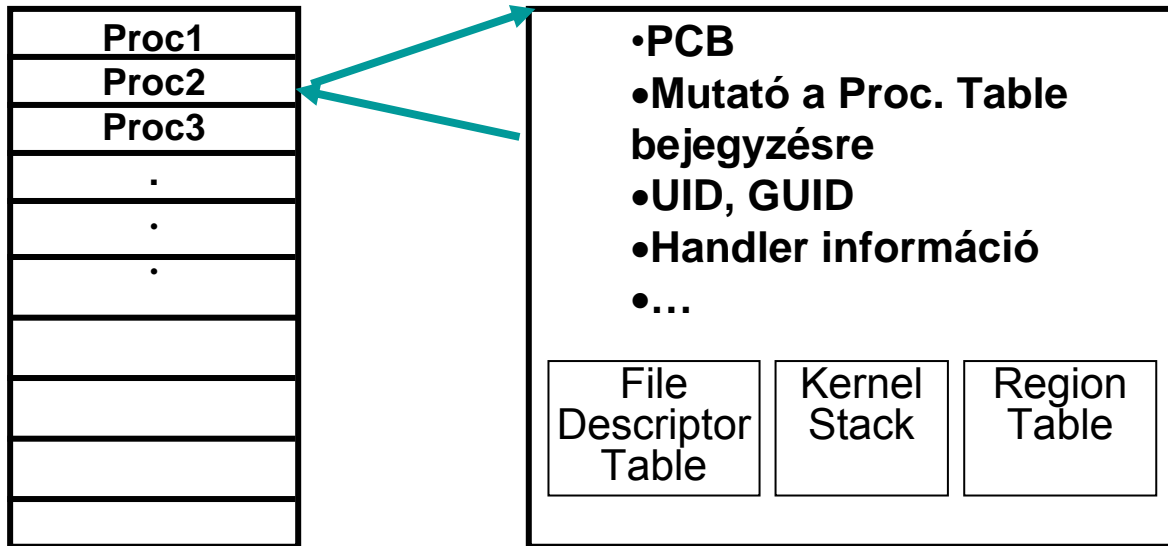 Proc1
Proc2
Proc3
.
.
.
•PCB
•Mutató a Proc. Table
bejegyzésre
•UID, GUID
•Handler információ
•…
File
Descriptor
Table
Kernel
Stack
Region
Table